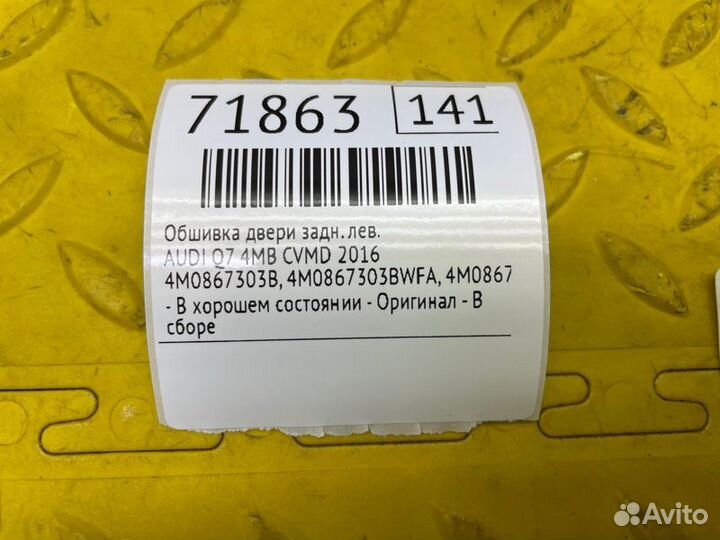 71863 141
Обшивка двери задн.лев.
AUDI Q7 4MB CVMD 2016
4M0867303B, 4M0867303BWFA, 4M0867
- В хорошем состоянии - Оригинал - В
сборе
Avito